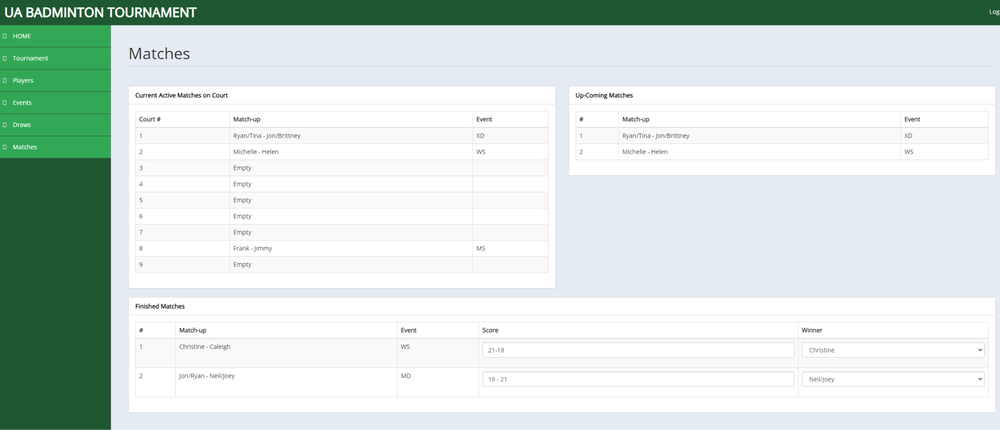 UA BADMINTON TOURNAMENT
Log
HOME
Tournament
Players
Events
Draws
Matches
Matches
Current Active Matches on Court
Court # Match-up Event
1 Ryan/Tina - Jon/Brittney XD
2 Michelle - Helen WS
3 Empty
4 Empty
5 Empty
6 Empty
7 Empty
8 Frank - Jimmy MS
9 Empty
Up-Coming Matches
# Match-up Event
1 Ryan/Tina - Jon/Brittney XD
2 Michelle - Helen WS
Finished Matches
# Match-up Event Score Winner
1 Christine - Caleigh WS 21-18 Christine
2 Jon/Ryan - Neil/Joey MD 19 - 21 Neil/Joey